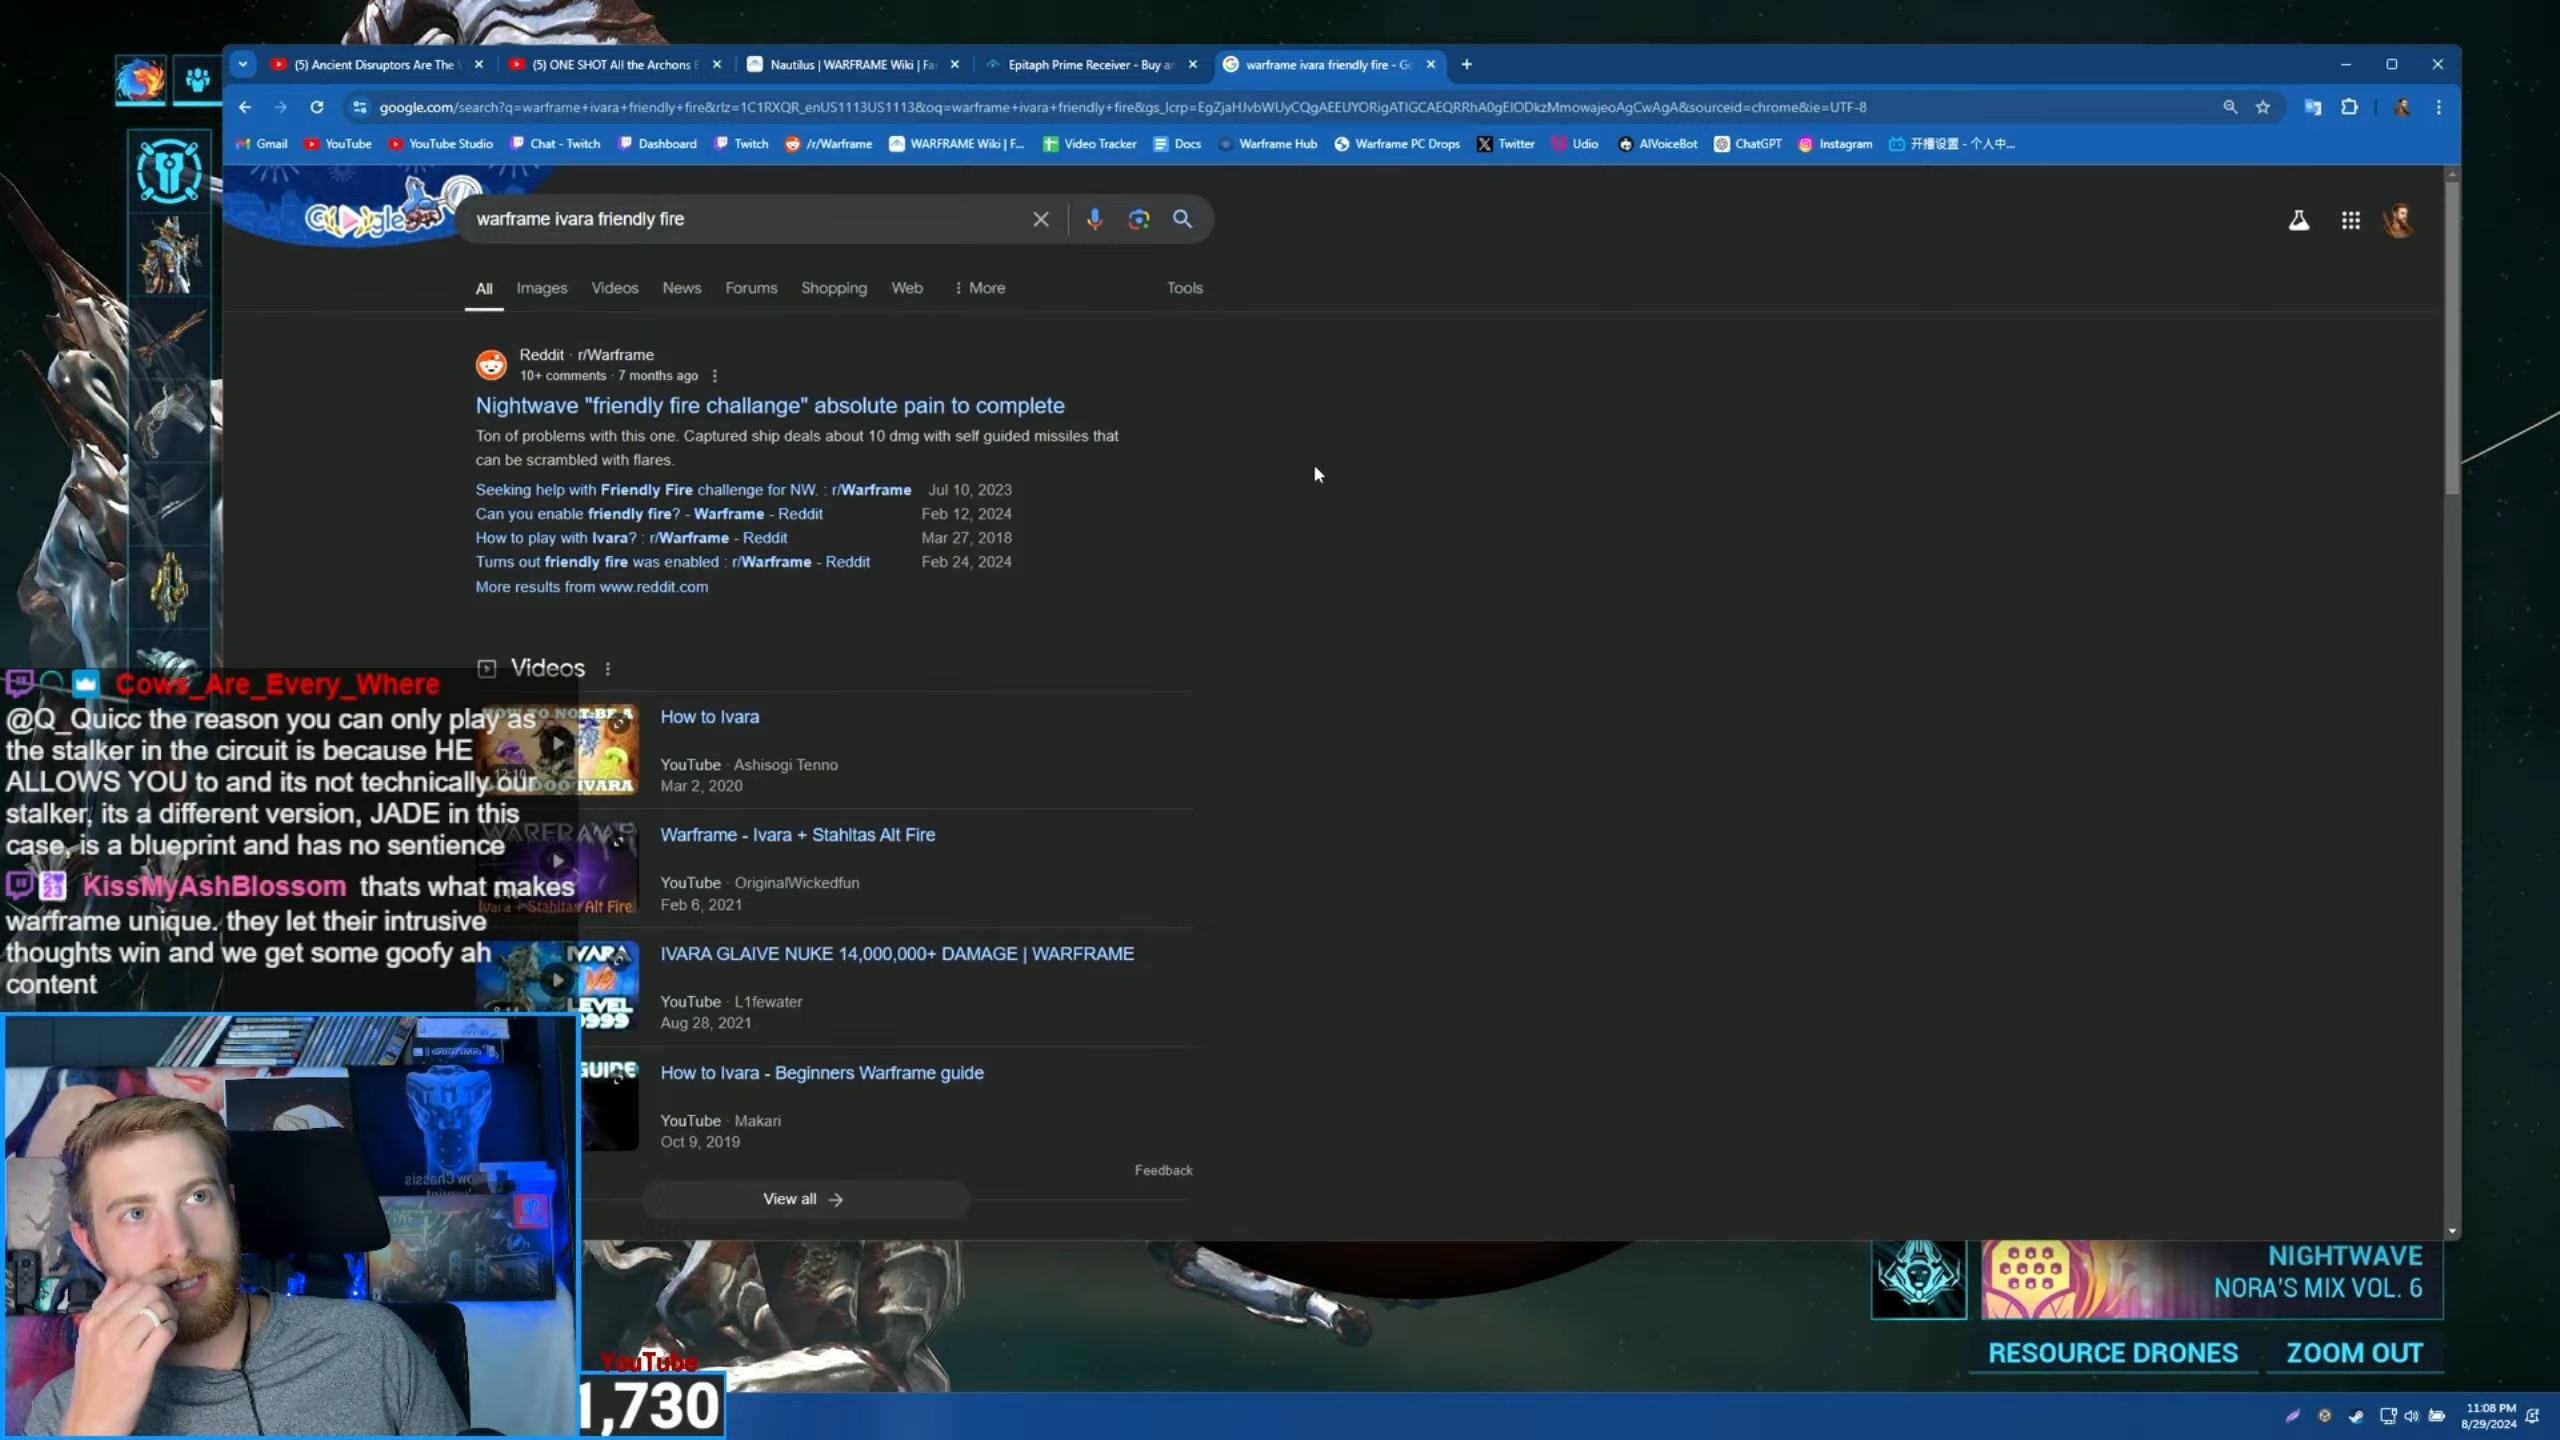 (5) Ancient Disruptors Are The
(5) ONE SHOT All the Archons
Nautilus | WARFRAME Wiki | Fa
Epitaph Prime Receiver - Buy ar
warframe ivara friendly fire - Go
google.com/search?q=warframe+ivara+friendly+fire&rlz=1C1RXQR_enUS1113US1113&oq=warframe+ivara+friendly+fire&gs_lcrp=EgZjaHJvbWUyCQgAEEUYORigATIGCAEQRRhA0gEIODkzMmowajeoAgCwAgA&sourceid=chrome&ie=UTF-8
Gmail
YouTube
YouTube Studio
Chat - Twitch
Dashboard
Twitch
/r/Warframe
WARFRAME Wiki | F...
Video Tracker
Docs
Warframe Hub
Warframe PC Drops
Twitter
Udio
AIVoiceBot
ChatGPT
Instagram
开播设置 - 个人中...
warframe ivara friendly fire
All
Images
Videos
News
Forums
Shopping
Web
More
Tools
Reddit · r/Warframe
10+ comments · 7 months ago
Nightwave "friendly fire challange" absolute pain to complete
Ton of problems with this one. Captured ship deals about 10 dmg with self guided missiles that
can be scrambled with flares.
Seeking help with Friendly Fire challenge for NW. : r/Warframe Jul 10, 2023
Can you enable friendly fire? - Warframe - Reddit Feb 12, 2024
How to play with Ivara? : r/Warframe - Reddit Mar 27, 2018
Turns out friendly fire was enabled : r/Warframe - Reddit Feb 24, 2024
More results from www.reddit.com
Videos
How to Ivara
YouTube · Ashisogi Tenno
Mar 2, 2020
Warframe - Ivara + Stahltas Alt Fire
YouTube · OriginalWickedfun
Feb 6, 2021
IVARA GLAIVE NUKE 14,000,000+ DAMAGE | WARFRAME
YouTube · L1fewater
Aug 28, 2021
How to Ivara - Beginners Warframe guide
YouTube · Makari
Oct 9, 2019
Feedback
View all
Cows_Are_Every_Where
@Q_Quicc the reason you can only play as
the stalker in the circuit is because HE
ALLOWS YOU to and its not technically our
stalker, its a different version, JADE in this
case, is a blueprint and has no sentience
KissMyAshBlossom thats what makes
warframe unique. they let their intrusive
thoughts win and we get some goofy ah
content
YouTube
1,730
NIGHTWAVE
NORA'S MIX VOL. 6
RESOURCE DRONES
ZOOM OUT
11:08 PM
8/29/2024